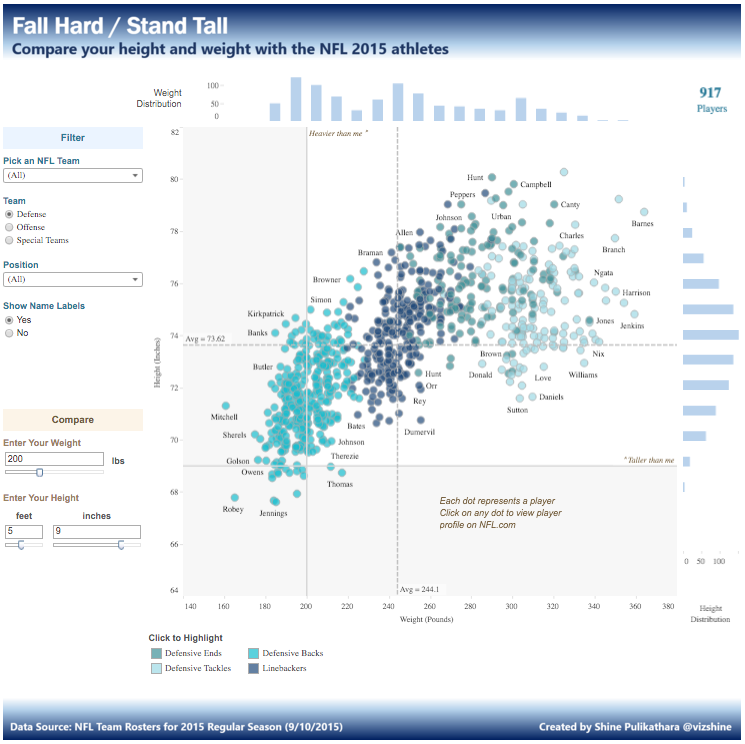 Fall Hard / Stand Tall
Compare your height and weight with the NFL 2015 athletes
Weight
Distribution
100
50
0
917
Players
Filter
Pick an NFL Team
(All)
Team
Defense
Offense
Special Teams
Position
(All)
Show Name Labels
Yes
No
Compare
Enter Your Weight
200 lbs
Enter Your Height
feet inches
5 9
Heavier than me *
82
80
78
76
74
72
70
68
66
64
Height (Inches)
Hunt
Campbell
Peppers
Canty
Johnson
Urban
Barnes
Allen
Charles
Braman
Branch
Browner
Ngata
Simon
Harrison
Kirkpatrick
Jones
Jenkins
Banks
Avg = 73.62
Brown
Nix
Butler
Hunt
Donald
Love
Williams
Orr
Rey
Daniels
Mitchell
Sutton
Bates
Dumervil
Sherels
Johnson
Golson
Therezie
Owens
Thomas
*Taller than me
Robey
Jennings
Each dot represents a player
Click on any dot to view player
profile on NFL.com
Avg = 244.1
140 160 180 200 220 240 260 280 300 320 340 360 380
Weight (Pounds)
0 50 100
Height
Distribution
Click to Highlight
Defensive Ends
Defensive Backs
Defensive Tackles
Linebackers
Data Source: NFL Team Rosters for 2015 Regular Season (9/10/2015)
Created by Shine Pulikathara @vizshine